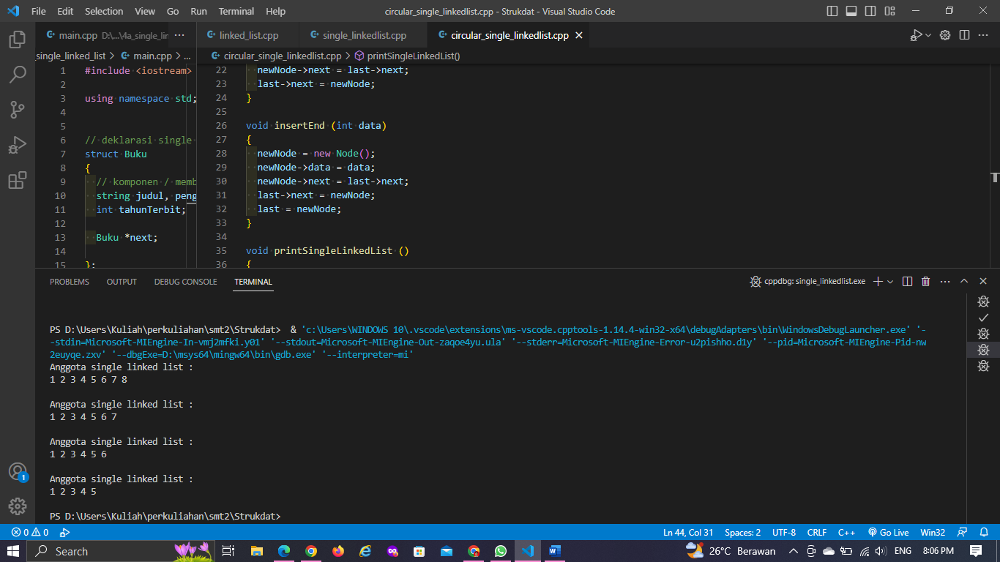 File Edit Selection View Go Run Terminal Help circular_single_linkedlist.cpp - Strukdat - Visual Studio Code
main.cpp D:\...\4a_single_lin ···
_single_linked_list > main.cpp > ...
1 #include <iostream>
2
3 using namespace std;
4
5
6 // deklarasi single
7 struct Buku
8 {
9 // komponen / memb
10 string judul, peng
11 int tahunTerbit;
12
13 Buku *next;
14
15 };
linked_list.cpp single_linkedlist.cpp circular_single_linkedlist.cpp
circular_single_linkedlist.cpp > printSingleLinkedList()
22 newNode->next = last->next;
23 last->next = newNode;
24 }
25
26 void insertEnd (int data)
27 {
28 newNode = new Node();
29 newNode->data = data;
30 newNode->next = last->next;
31 last->next = newNode;
32 last = newNode;
33 }
34
35 void printSingleLinkedList ()
36 {
PROBLEMS OUTPUT DEBUG CONSOLE TERMINAL cppdbg: single_linkedlist.exe
PS D:\Users\Kuliah\perkuliahan\smt2\Strukdat> & 'c:\Users\WINDOWS 10\.vscode\extensions\ms-vscode.cpptools-1.14.4-win32-x64\debugAdapters\bin\WindowsDebugLauncher.exe' '-
-stdin=Microsoft-MIEngine-In-vmj2mfki.y01' '--stdout=Microsoft-MIEngine-Out-zaqoe4yu.ula' '--stderr=Microsoft-MIEngine-Error-u2pishho.d1y' '--pid=Microsoft-MIEngine-Pid-nw
2euyqe.zxv' '--dbgExe=D:\msys64\mingw64\bin\gdb.exe' '--interpreter=mi'
Anggota single linked list :
1 2 3 4 5 6 7 8
Anggota single linked list :
1 2 3 4 5 6 7
Anggota single linked list :
1 2 3 4 5 6
Anggota single linked list :
1 2 3 4 5
PS D:\Users\Kuliah\perkuliahan\smt2\Strukdat>
1
0 0 Ln 44, Col 31 Spaces: 2 UTF-8 CRLF C++ Go Live Win32
Search 26°C Berawan ENG 8:06 PM